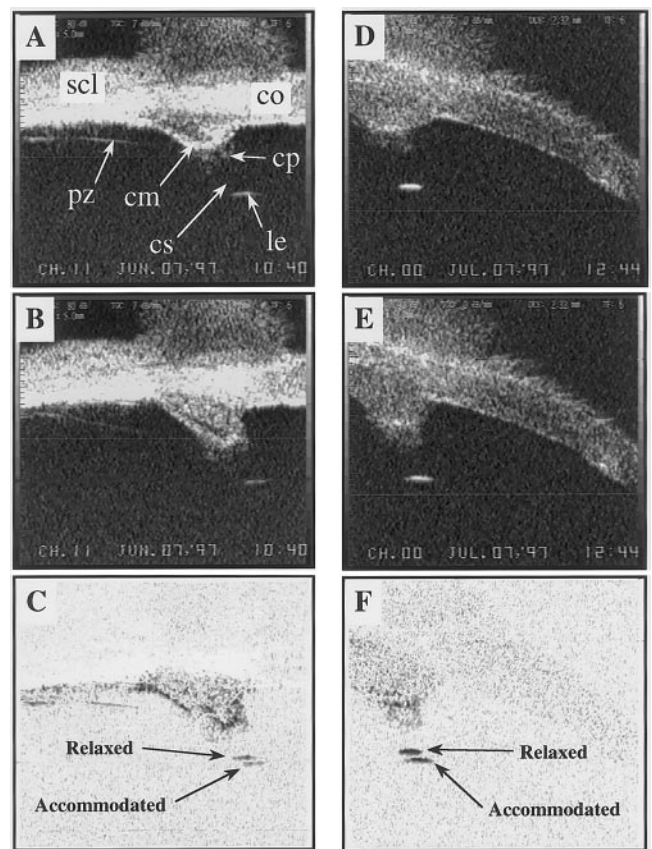 A
scl
co
cp
pz
cm
cs
le
CH.11 JUN.07,'97 10:40
B
CH.11 JUN.07,'97 10:40
C
Relaxed
Accommodated
D
CH.00 JUL.07,'97 12:44
E
CH.00 JUL.07,'97 12:44
F
Relaxed
Accommodated